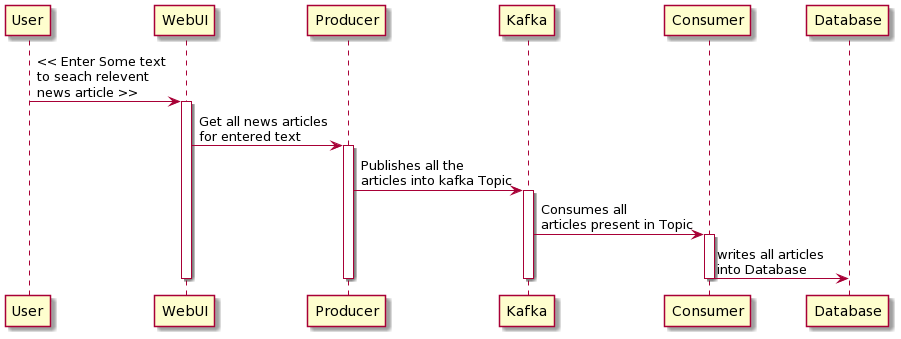 User WebUI Producer Kafka Consumer Database
<< Enter Some text
to seach relevent
news article >>
Get all news articles
for entered text
Publishes all the
articles into kafka Topic
Consumes all
articles present in Topic
writes all articles
into Database
User WebUI Producer Kafka Consumer Database